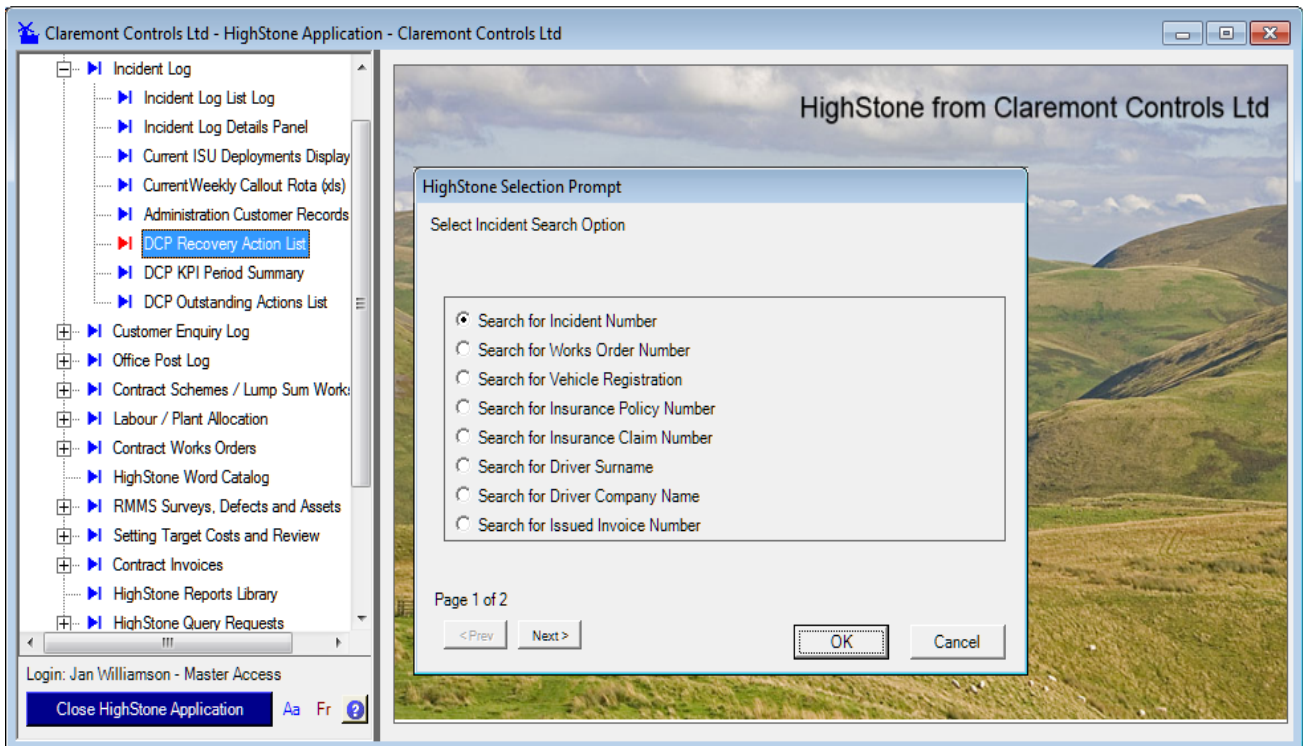 Claremont Controls Ltd - HighStone Application - Claremont Controls Ltd
Incident Log
Incident Log List Log
Incident Log Details Panel
Current ISU Deployments Display
CurrentWeekly Callout Rota (xls)
Administration Customer Records
DCP Recovery Action List
DCP KPI Period Summary
DCP Outstanding Actions List
Customer Enquiry Log
Office Post Log
Contract Schemes / Lump Sum Works
Labour / Plant Allocation
Contract Works Orders
HighStone Word Catalog
RMMS Surveys, Defects and Assets
Setting Target Costs and Review
Contract Invoices
HighStone Reports Library
HighStone Query Requests
Login: Jan Williamson - Master Access
Close HighStone Application Aa Fr ?
HighStone from Claremont Controls Ltd
HighStone Selection Prompt
Select Incident Search Option
Search for Incident Number
Search for Works Order Number
Search for Vehicle Registration
Search for Insurance Policy Number
Search for Insurance Claim Number
Search for Driver Surname
Search for Driver Company Name
Search for Issued Invoice Number
Page 1 of 2
< Prev Next >
OK Cancel